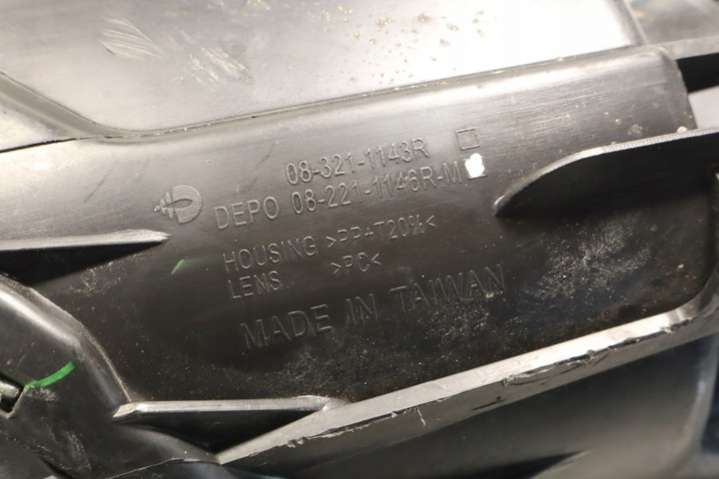 08-321-1143R
DEPO 08-221-1146R-M
HOUSING >PP+T20%<
LENS >PC<
MADE IN TAIWAN